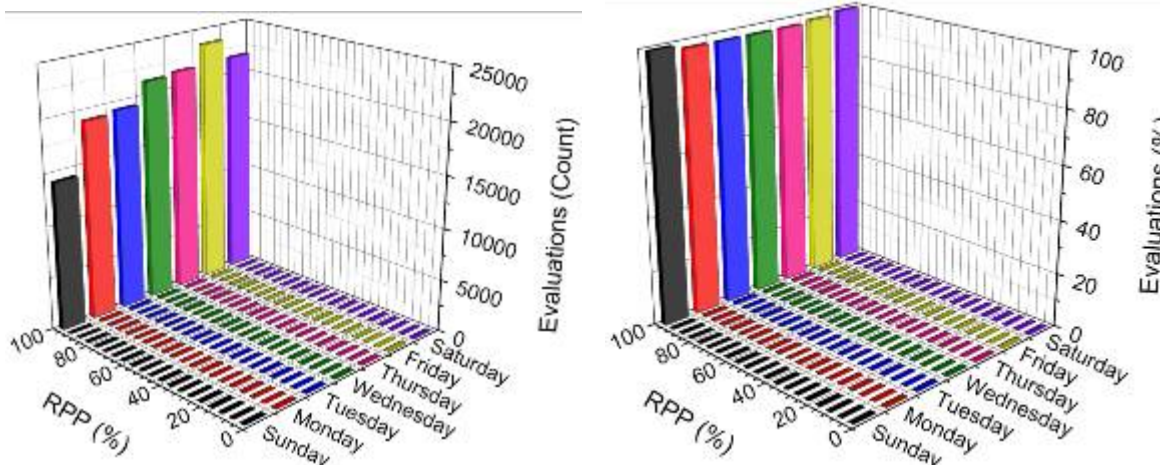 25000
20000
15000
10000
5000
0
Evaluations (Count)
100
80
60
40
20
0
RPP (%)
Saturday
Friday
Thursday
Wednesday
Tuesday
Monday
Sunday
100
80
60
40
20
0
Evaluations (%)
100
80
60
40
20
0
RPP (%)
Saturday
Friday
Thursday
Wednesday
Tuesday
Monday
Sunday